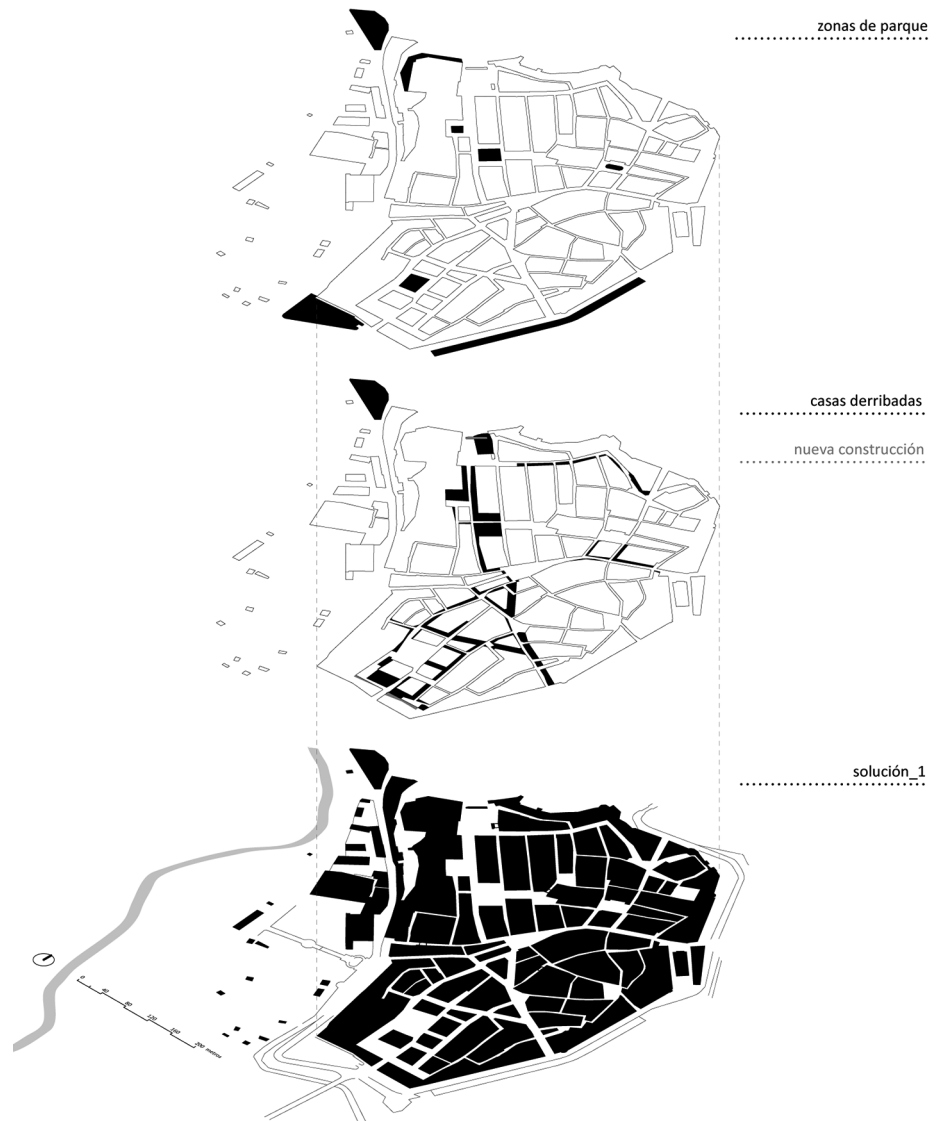 zonas de parque
casas derribadas
nueva construcción
solución_1
0
40
80
120
160
200 metros